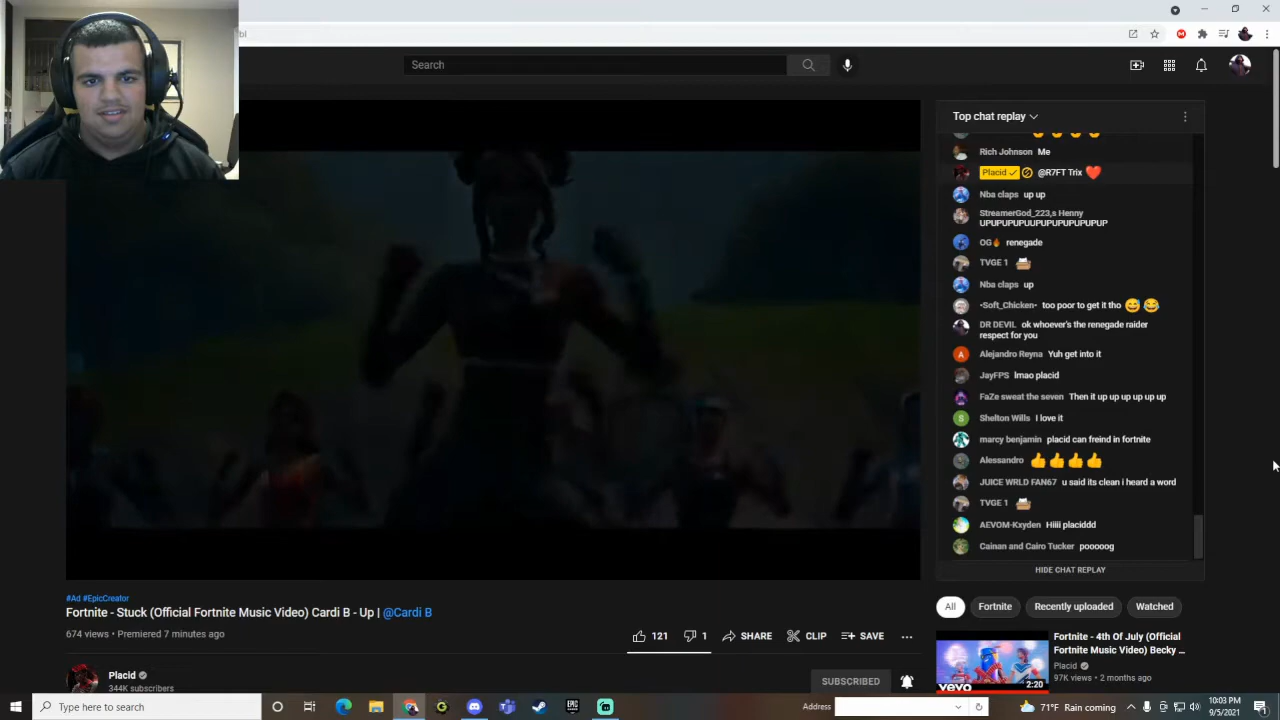 bi
Search
Top chat replay
Rich Johnson Me
Placid @R7FT Trix ❤️
Nba claps up up
StreamerGod_223,s Henny
UPUPUPUPUUPUPUPUPUPUPUP
OG🔥 renegade
TVGE 1
Nba claps up
-Soft_Chicken- too poor to get it tho 😅 😂
DR DEVIL ok whoever's the renegade raider
respect for you
A Alejandro Reyna Yuh get into it
JayFPS lmao placid
FaZe sweat the seven Then it up up up up up up
S Shelton Wills I love it
marcy benjamin placid can freind in fortnite
Alessandro 👍👍👍👍
JUICE WRLD FAN67 u said its clean i heard a word
TVGE 1
AEVOM-Kxyden Hiiii placiddd
Cainan and Cairo Tucker pooooog
HIDE CHAT REPLAY
#Ad #EpicCreator
Fortnite - Stuck (Official Fortnite Music Video) Cardi B - Up | @Cardi B
674 views • Premiered 7 minutes ago
121
1
SHARE
CLIP
SAVE
Placid
344K subscribers
SUBSCRIBED
All
Fortnite
Recently uploaded
Watched
Fortnite - 4th Of July (Official
Fortnite Music Video) Becky ...
Placid
97K views • 2 months ago
vevo
2:20
Type here to search
Address
71°F Raining coming
10:03 PM
9/5/2021